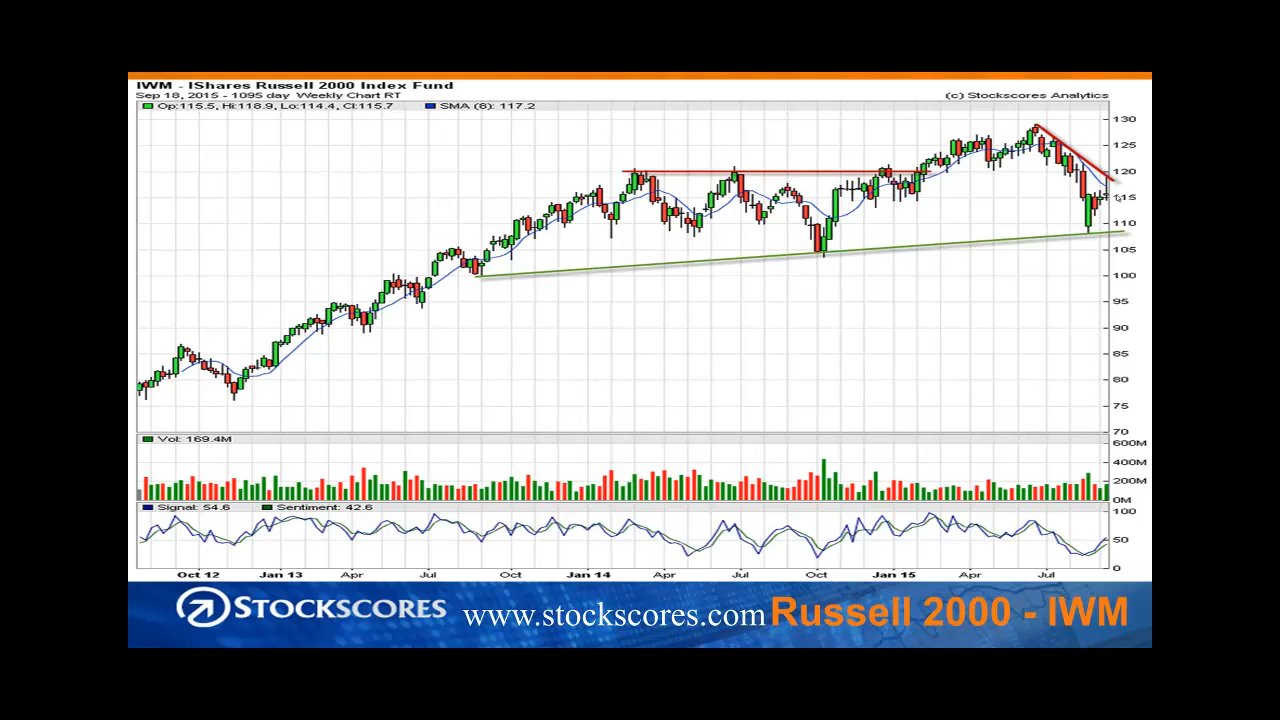 IWM - IShares Russell 2000 Index Fund
Sep 18, 2015 - 1095 day Weekly Chart RT (c) Stockscores Analytics
Op:115.5, Hi:118.9, Lo:114.4, Cl:115.7 SMA (8): 117.2
130
125
120
115
110
105
100
95
90
85
80
75
70
Vol: 169.4M
600M
400M
200M
0M
Signal: 54.6 Sentiment: 42.6
100
50
0
Oct 12 Jan 13 Apr Jul Oct Jan 14 Apr Jul Oct Jan 15 Apr Jul
STOCKSCORES www.stockscores.com Russell 2000 - IWM